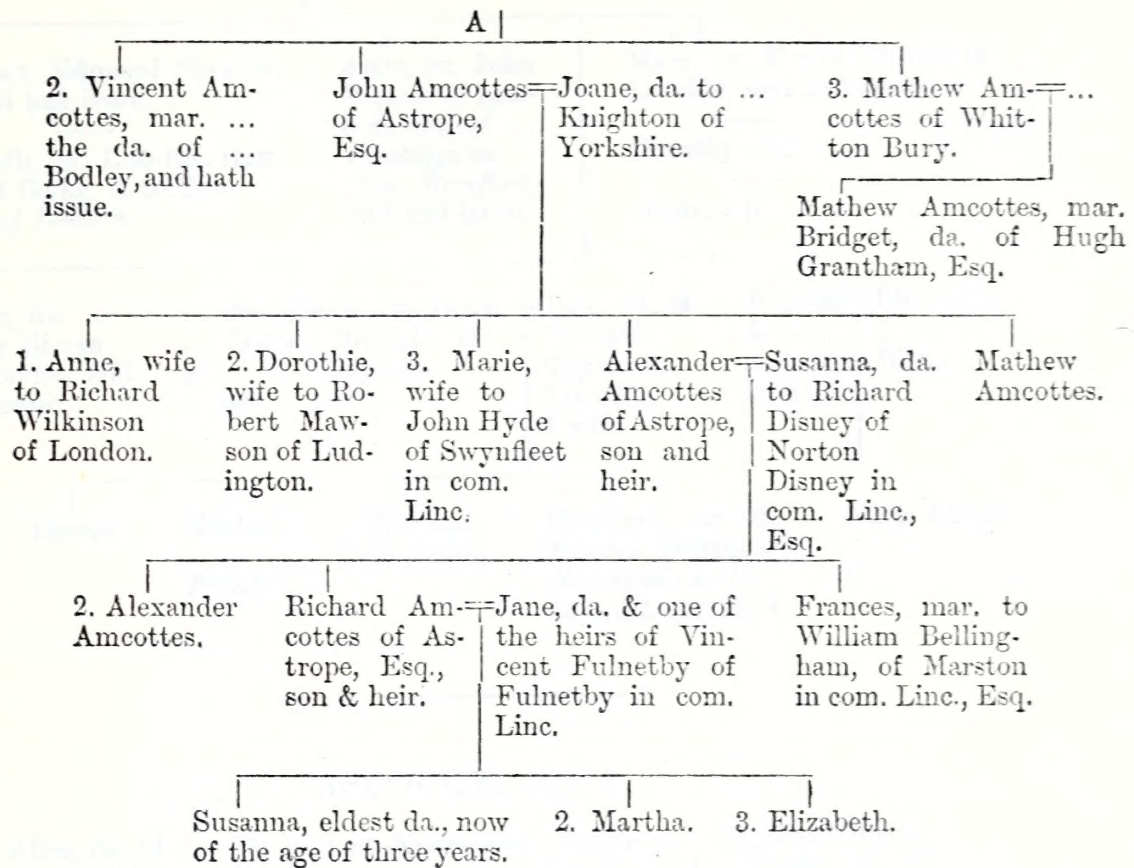 A
2. Vincent Am-
cottes, mar. ...
the da. of ...
Bodley, and hath
issue.
John Amcottes
of Astrope,
Esq.
Joane, da. to ...
Knighton of
Yorkshire.
3. Mathew Am-
cottes of Whit-
ton Bury.
...
Mathew Amcottes, mar.
Bridget, da. of Hugh
Grantham, Esq.
1. Anne, wife
to Richard
Wilkinson
of London.
2. Dorothie,
wife to Ro-
bert Maw-
son of Lud-
ington.
3. Marie,
wife to
John Hyde
of Swynfleet
in com.
Linc.
Alexander
Amcottes
of Astrope,
son and
heir.
Susanna, da.
to Richard
Disney of
Norton
Disney in
com. Linc.,
Esq.
Mathew
Amcottes.
2. Alexander
Amcottes.
Richard Am-
cottes of As-
trope, Esq.,
son & heir.
Jane, da. & one of
the heirs of Vin-
cent Fulnetby of
Fulnetby in com.
Linc.
Frances, mar. to
William Belling-
ham, of Marston
in com. Linc., Esq.
Susanna, eldest da., now
of the age of three years.
2. Martha.
3. Elizabeth.